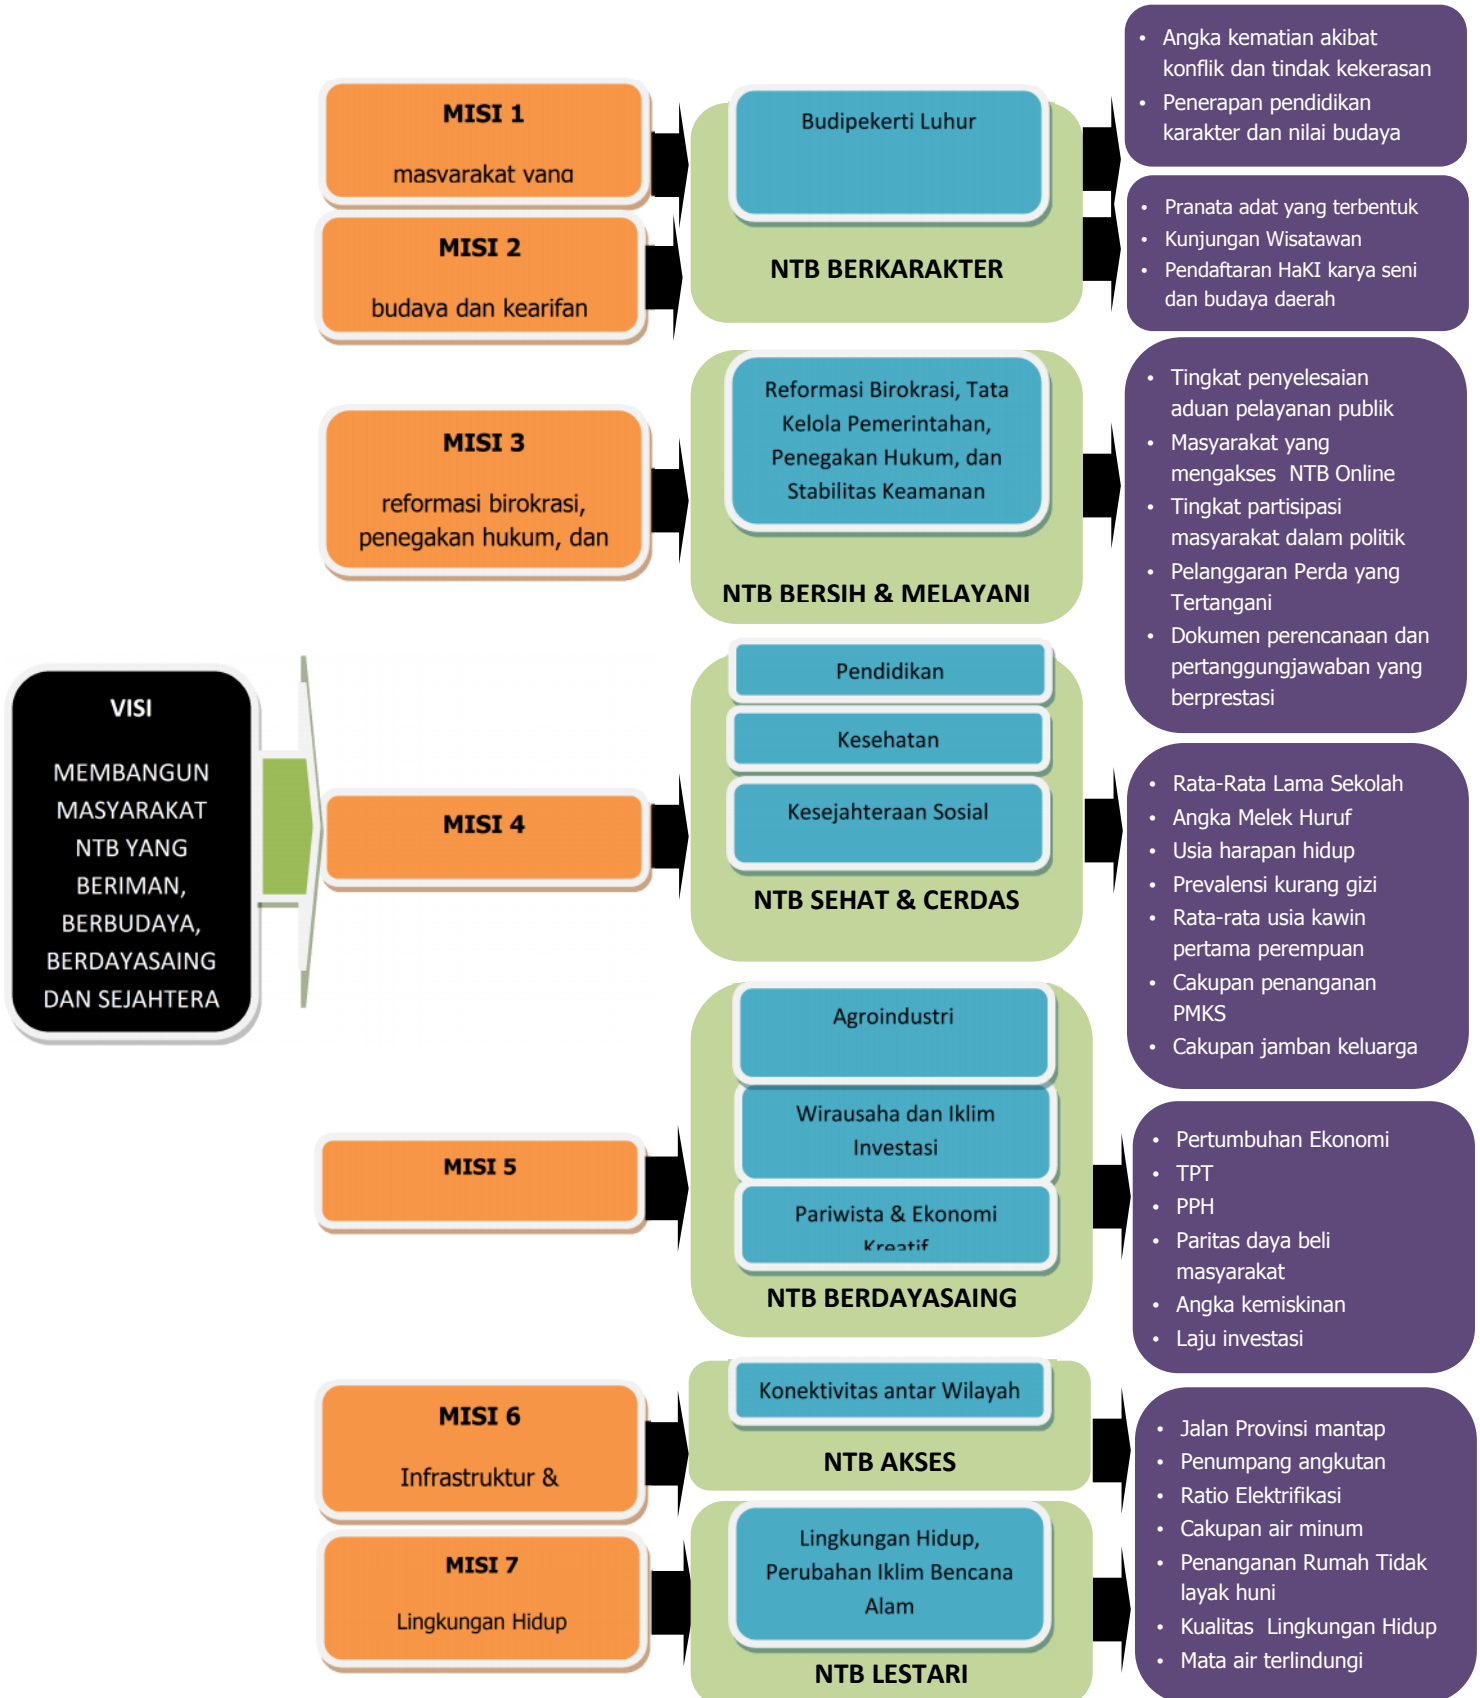 VISI
MEMBANGUN
MASYARAKAT
NTB YANG
BERIMAN,
BERBUDAYA,
BERDAYASAING
DAN SEJAHTERA
MISI 1
masyarakat yang
Budipekerti Luhur
MISI 2
budaya dan kearifan
NTB BERKARAKTER
• Angka kematian akibat
konflik dan tindak kekerasan
• Penerapan pendidikan
karakter dan nilai budaya
• Pranata adat yang terbentuk
• Kunjungan Wisatawan
• Pendaftaran HaKI karya seni
dan budaya daerah
MISI 3
reformasi birokrasi,
penegakan hukum, dan
Reformasi Birokrasi, Tata
Kelola Pemerintahan,
Penegakan Hukum, dan
Stabilitas Keamanan
NTB BERSIH & MELAYANI
• Tingkat penyelesaian
aduan pelayanan publik
• Masyarakat yang
mengakses NTB Online
• Tingkat partisipasi
masyarakat dalam politik
• Pelanggaran Perda yang
Tertangani
• Dokumen perencanaan dan
pertanggungjawaban yang
berprestasi
MISI 4
Pendidikan
Kesehatan
Kesejahteraan Sosial
NTB SEHAT & CERDAS
• Rata-Rata Lama Sekolah
• Angka Melek Huruf
• Usia harapan hidup
• Prevalensi kurang gizi
• Rata-rata usia kawin
pertama perempuan
• Cakupan penanganan
PMKS
• Cakupan jamban keluarga
MISI 5
Agroindustri
Wirausaha dan Iklim
Investasi
Pariwista & Ekonomi
Kreatif
NTB BERDAYASAING
• Pertumbuhan Ekonomi
• TPT
• PPH
• Paritas daya beli
masyarakat
• Angka kemiskinan
• Laju investasi
MISI 6
Infrastruktur &
Konektivitas antar Wilayah
NTB AKSES
MISI 7
Lingkungan Hidup
Lingkungan Hidup,
Perubahan Iklim Bencana
Alam
NTB LESTARI
• Jalan Provinsi mantap
• Penumpang angkutan
• Ratio Elektrifikasi
• Cakupan air minum
• Penanganan Rumah Tidak
layak huni
• Kualitas Lingkungan Hidup
• Mata air terlindungi